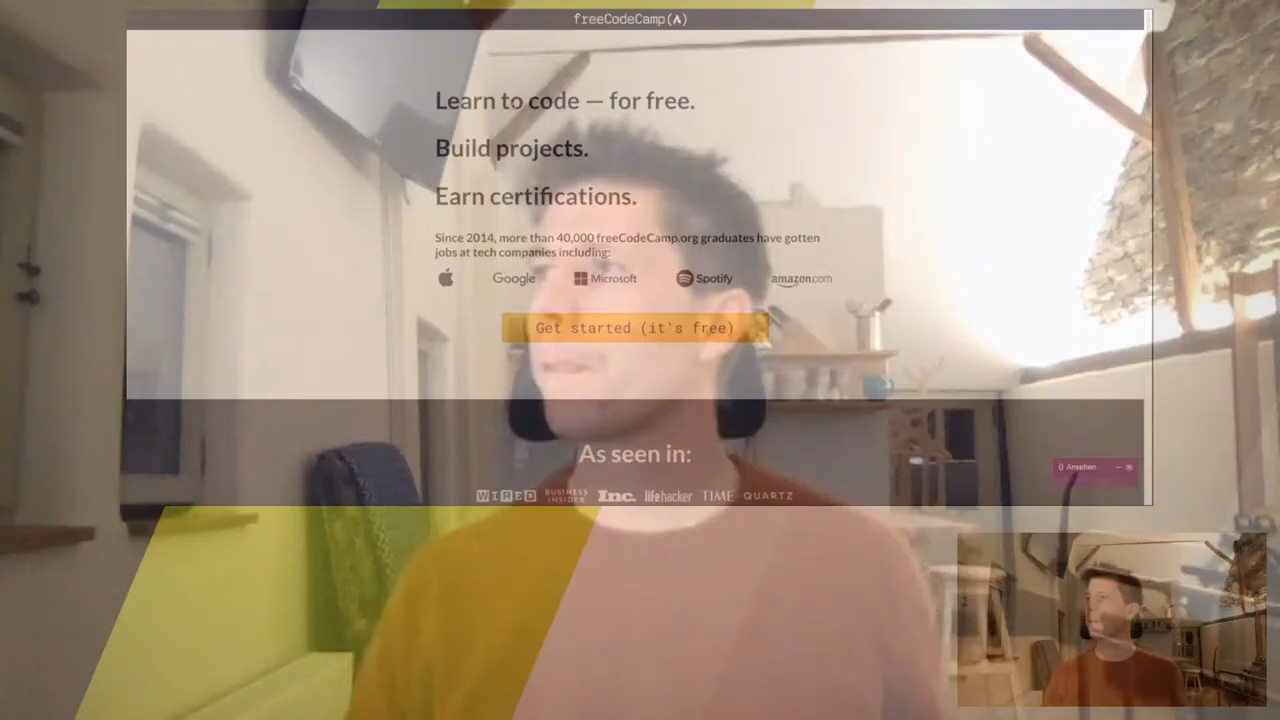 freeCodeCamp(🔥)
Learn to code — for free.
Build projects.
Earn certifications.
Since 2014, more than 40,000 freeCodeCamp.org graduates have gotten
jobs at tech companies including:
Google Microsoft Spotify amazon.com
Get started (it's free)
As seen in:
WIRED BUSINESS INSIDER Inc. lifehacker TIME QUARTZ
0 Ansehen